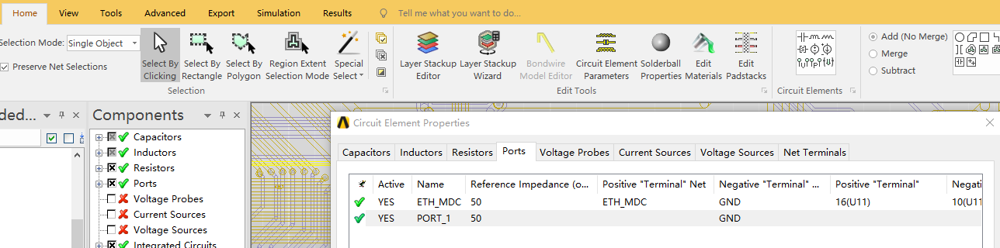 Home View Tools Advanced Export Simulation Results Tell me what you want to do...
Selection Mode: Single Object
Preserve Net Selections
Select By Clicking
Select By Rectangle
Select By Polygon
Region Extent Selection Mode
Special Select
Selection
Layer Stackup Editor
Layer Stackup Wizard
Bondwire Model Editor
Circuit Element Parameters
Solderball Properties
Edit Materials
Edit Padstacks
Edit Tools
Circuit Elements
Add (No Merge)
Merge
Subtract
ded...
Components
Capacitors
Inductors
Resistors
Ports
Voltage Probes
Current Sources
Voltage Sources
Integrated Circuits
Circuit Element Properties
Capacitors Inductors Resistors Ports Voltage Probes Current Sources Voltage Sources Net Terminals
Active Name Reference Impedance (o... Positive "Terminal" Net Negative "Terminal" ... Positive "Terminal" Negati
YES ETH_MDC 50 ETH_MDC GND 16(U11) 10(U11
YES PORT_1 50 GND